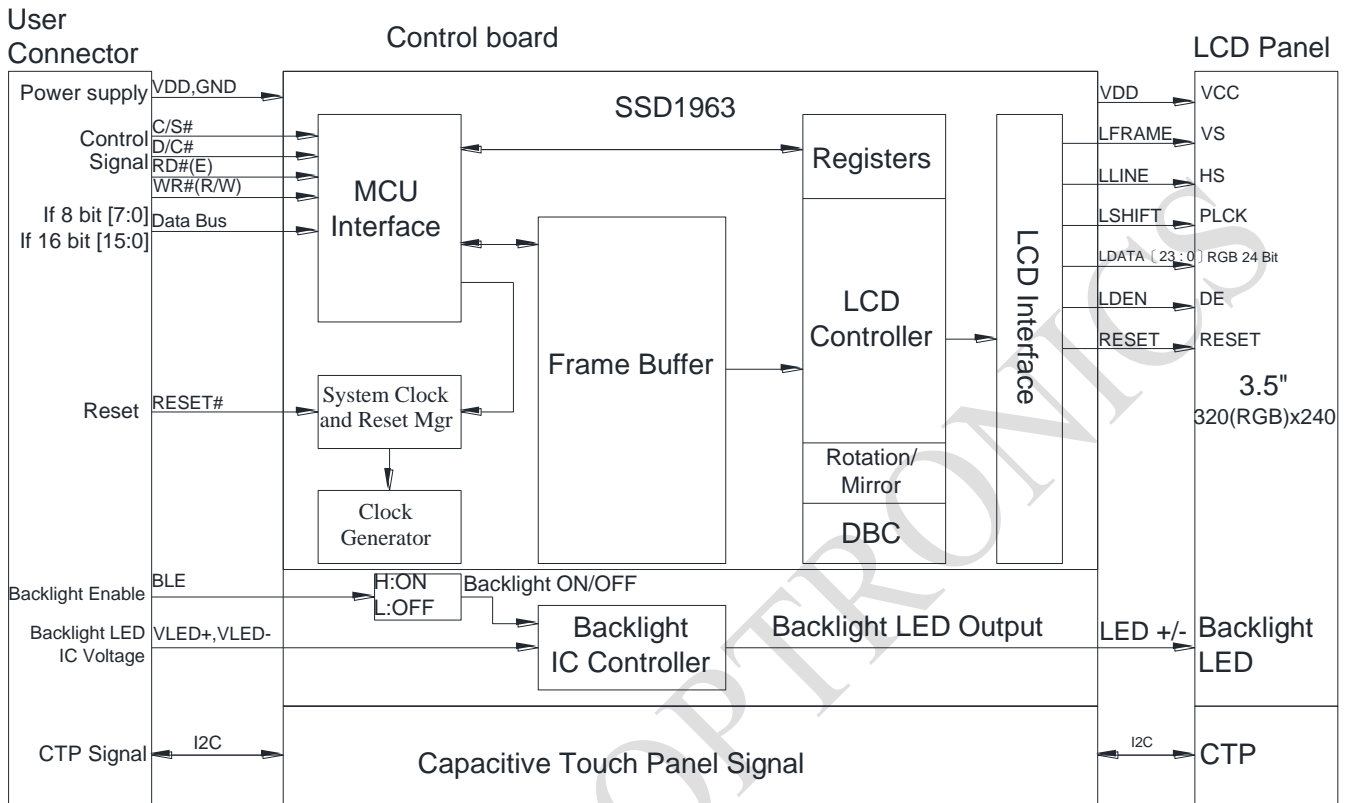 User
Connector
Control board
LCD Panel
Power supply
VDD,GND
Control
Signal
C/S#
D/C#
RD#(E)
WR#(R/W)
If 8 bit [7:0]
If 16 bit [15:0]
Data Bus
Reset
RESET#
Backlight Enable
BLE
Backlight LED
IC Voltage
VLED+,VLED-
CTP Signal
I2C
SSD1963
MCU
Interface
System Clock
and Reset Mgr
Clock
Generator
Frame Buffer
Registers
LCD
Controller
Rotation/
Mirror
DBC
LCD Interface
H:ON
L:OFF
Backlight ON/OFF
Backlight
IC Controller
Backlight LED Output
Capacitive Touch Panel Signal
VDD
VCC
LFRAME
VS
LLINE
HS
LSHIFT
PLCK
LDATA〔23:0〕
RGB 24 Bit
LDEN
DE
RESET
RESET
3.5"
320(RGB)x240
LED +/-
Backlight
LED
I2C
CTP
OPTRONICS